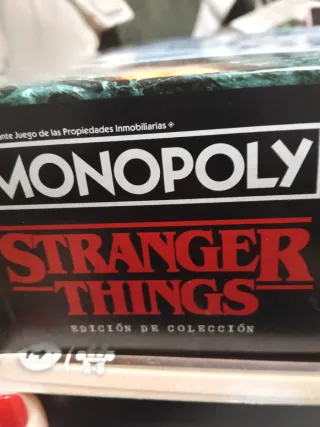 Juego de las Propiedades Inmobiliarias ®
MONOPOLY
STRANGER
THINGS
EDICIÓN DE COLECCIÓN